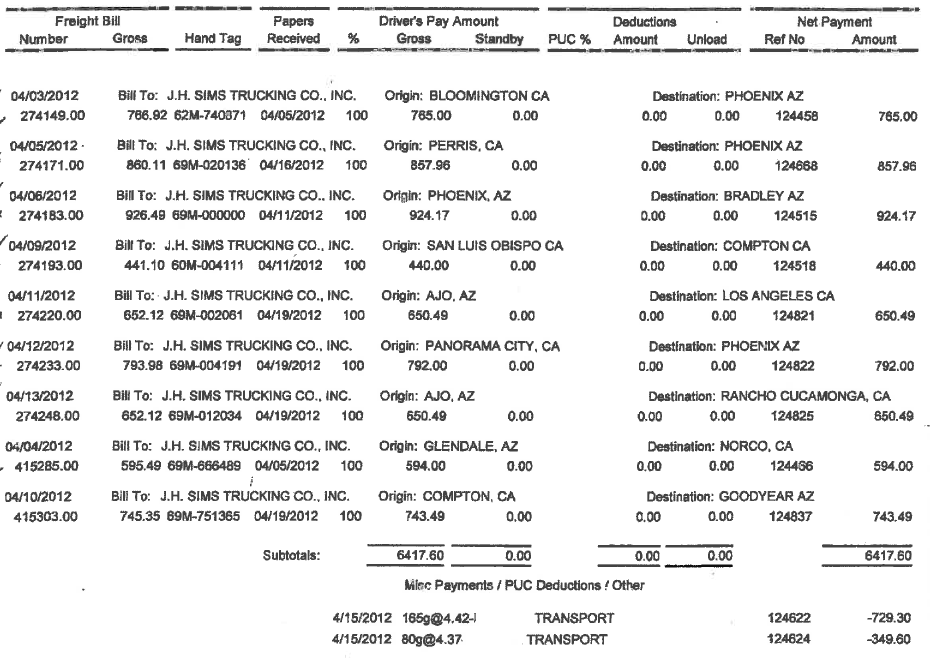 Freight Bill Papers Driver's Pay Amount Deductions Net Payment
Number Gross Hand Tag Received % Gross Standby PUC % Amount Unload Ref No Amount
04/03/2012 Bill To: J.H. SIMS TRUCKING CO., INC. Origin: BLOOMINGTON CA Destination: PHOENIX AZ
274149.00 766.92 62M-740871 04/05/2012 100 765.00 0.00 0.00 0.00 124458 765.00
04/05/2012 Bill To: J.H. SIMS TRUCKING CO., INC. Origin: PERRIS, CA Destination: PHOENIX AZ
274171.00 860.11 69M-020136 04/16/2012 100 857.96 0.00 0.00 0.00 124668 857.96
04/06/2012 Bill To: J.H. SIMS TRUCKING CO., INC. Origin: PHOENIX, AZ Destination: BRADLEY AZ
274183.00 926.49 69M-000000 04/11/2012 100 924.17 0.00 0.00 0.00 124515 924.17
04/09/2012 Bill To: J.H. SIMS TRUCKING CO., INC. Origin: SAN LUIS OBISPO CA Destination: COMPTON CA
274193.00 441.10 60M-004111 04/11/2012 100 440.00 0.00 0.00 0.00 124518 440.00
04/11/2012 Bill To: J.H. SIMS TRUCKING CO., INC. Origin: AJO, AZ Destination: LOS ANGELES CA
274220.00 652.12 69M-002061 04/19/2012 100 650.49 0.00 0.00 0.00 124821 650.49
04/12/2012 Bill To: J.H. SIMS TRUCKING CO., INC. Origin: PANORAMA CITY, CA Destination: PHOENIX AZ
274233.00 793.98 69M-004191 04/19/2012 100 792.00 0.00 0.00 0.00 124822 792.00
04/13/2012 Bill To: J.H. SIMS TRUCKING CO., INC. Origin: AJO, AZ Destination: RANCHO CUCAMONGA, CA
274248.00 652.12 69M-012034 04/19/2012 100 650.49 0.00 0.00 0.00 124825 650.49
04/04/2012 Bill To: J.H. SIMS TRUCKING CO., INC. Origin: GLENDALE, AZ Destination: NORCO, CA
415285.00 595.49 69M-666489 04/05/2012 100 594.00 0.00 0.00 0.00 124466 594.00
04/10/2012 Bill To: J.H. SIMS TRUCKING CO., INC. Origin: COMPTON, CA Destination: GOODYEAR AZ
415303.00 745.35 69M-751365 04/19/2012 100 743.49 0.00 0.00 0.00 124837 743.49
Subtotals: 6417.60 0.00 0.00 0.00 6417.60
Misc Payments / PUC Deductions / Other
4/15/2012 165g@4.42 TRANSPORT 124622 -729.30
4/15/2012 80g@4.37 TRANSPORT 124624 -349.60